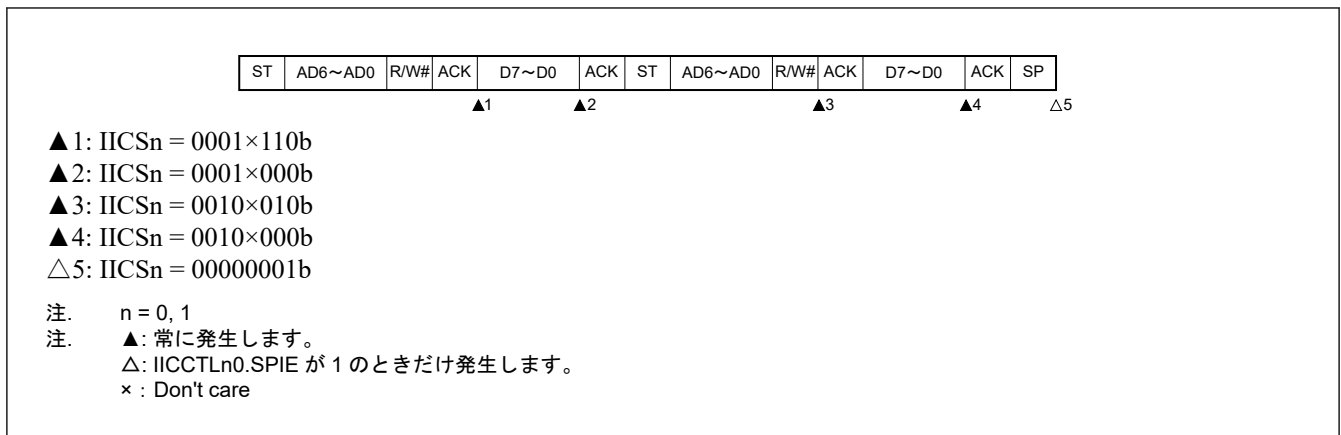 ST AD6～AD0 R/W# ACK D7～D0 ACK ST AD6～AD0 R/W# ACK D7～D0 ACK SP
▲1 ▲2 ▲3 ▲4 △5
▲1: IICSn = 0001×110b
▲2: IICSn = 0001×000b
▲3: IICSn = 0010×010b
▲4: IICSn = 0010×000b
△5: IICSn = 00000001b
注. n = 0, 1
注. ▲: 常に発生します。
△: IICCTLn0.SPIE が 1 のときだけ発生します。
×：Don't care